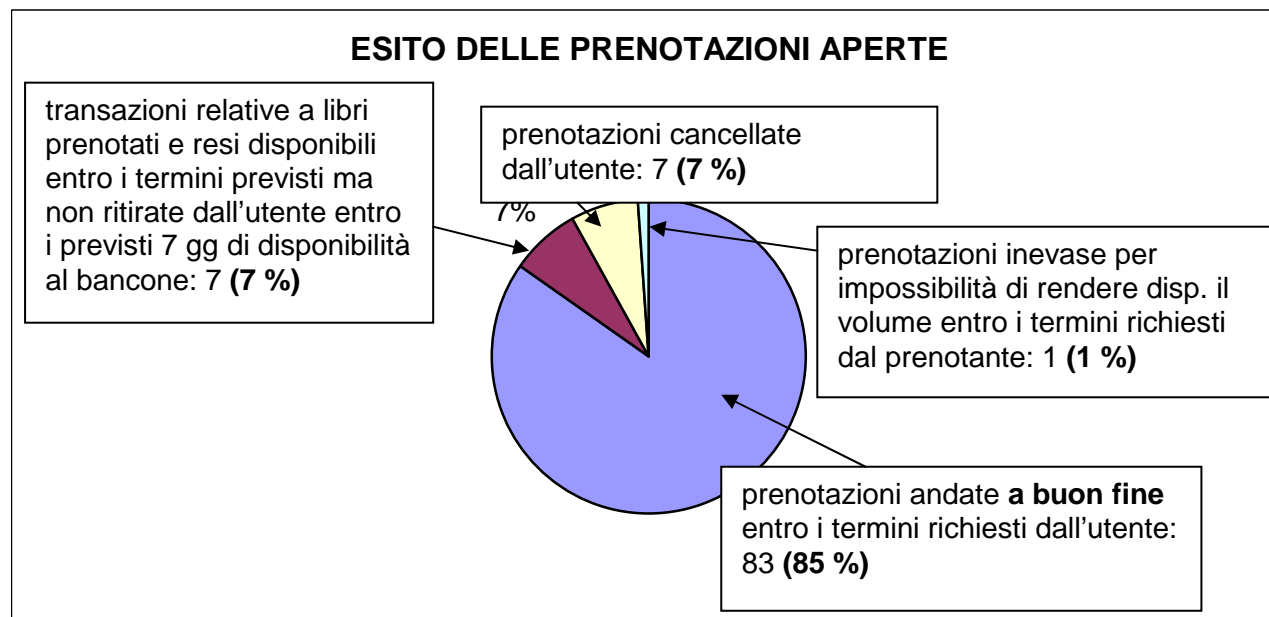 ESITO DELLE PRENOTAZIONI APERTE
transazioni relative a libri
prenotati e resi disponibili
entro i termini previsti ma
non ritirate dall’utente entro
i previsti 7 gg di disponibilità
al bancone: 7 (7 %)
prenotazioni cancellate
dall’utente: 7 (7 %)
7%
prenotazioni inevase per
impossibilità di rendere disp. il
volume entro i termini richiesti
dal prenotante: 1 (1 %)
prenotazioni andate a buon fine
entro i termini richiesti dall’utente:
83 (85 %)